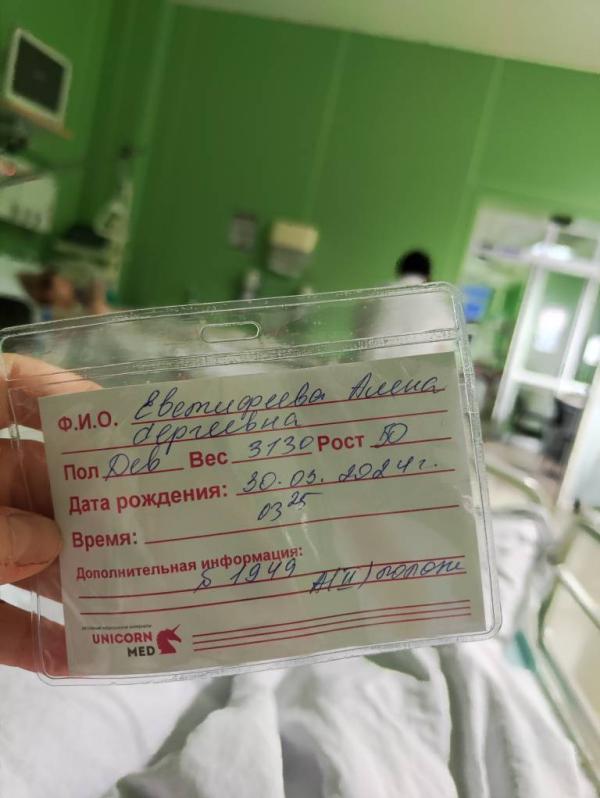 Ф.И.О. Евстифеева Алена
Сергеевна
Пол Дев Вес 3130 Рост 50
Дата рождения: 30.03.2024г.
03 25
Время:
Дополнительная информация:
1949 A(II) полож
UNICORN
MED